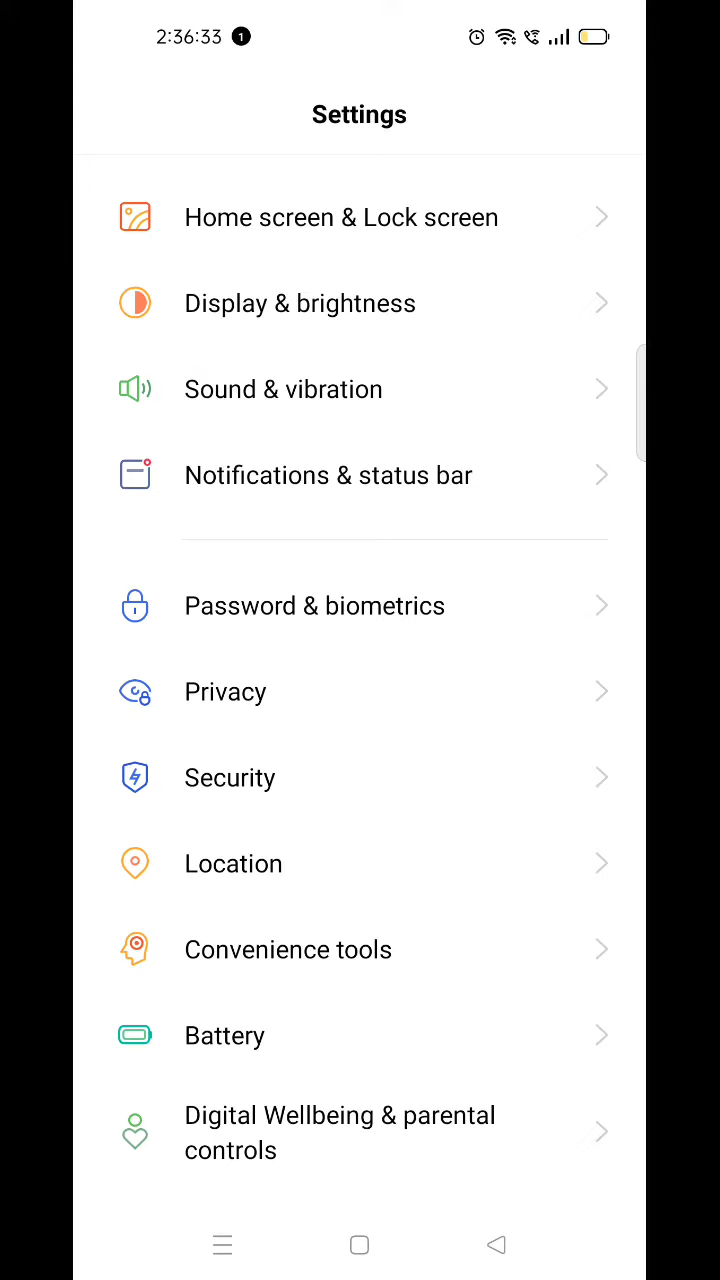 2:36:33 1
Settings
Home screen & Lock screen
Display & brightness
Sound & vibration
Notifications & status bar
Password & biometrics
Privacy
Security
Location
Convenience tools
Battery
Digital Wellbeing & parental
controls